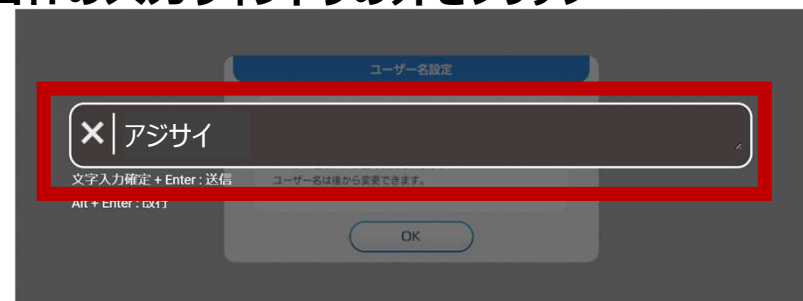 ユーザー名設定
アジサイ
文字入力確定 + Enter : 送信
ユーザー名は後から変更できます。
Alt + Enter : 改行
OK